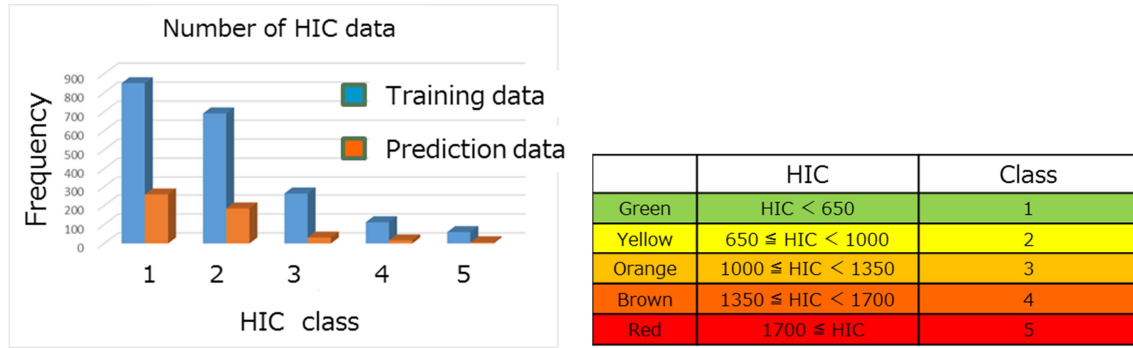 Number of HIC data
900
800
700
600
500
400
300
200
100
0
Frequency
Training data
Prediction data
1 2 3 4 5
HIC class
HIC Class
Green HIC < 650 1
Yellow 650 ≦ HIC < 1000 2
Orange 1000 ≦ HIC < 1350 3
Brown 1350 ≦ HIC < 1700 4
Red 1700 ≦ HIC 5